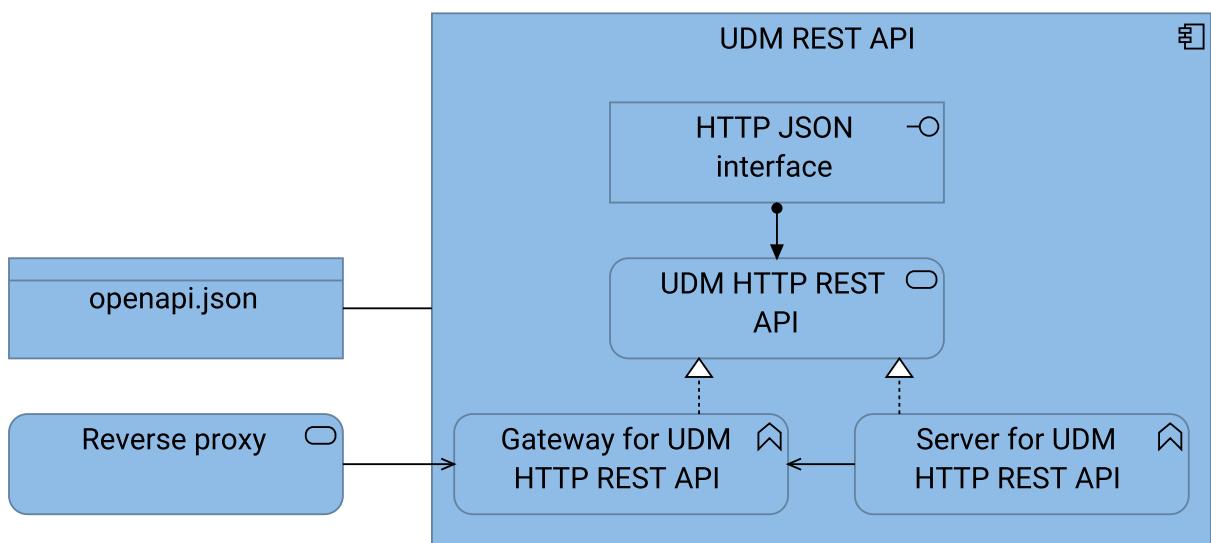 UDM REST API
HTTP JSON
interface
openapi.json
UDM HTTP REST
API
Reverse proxy
Gateway for UDM
HTTP REST API
Server for UDM
HTTP REST API